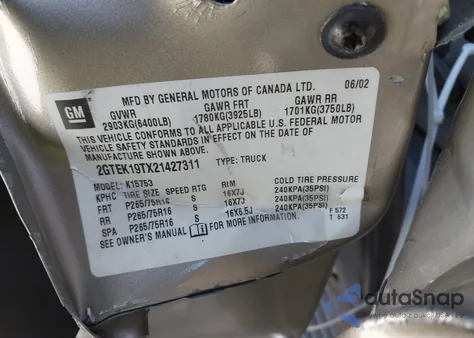 MFD BY GENERAL MOTORS OF CANADA LTD. 06/02
GM
GVWR GAWR FRT GAWR RR
2903KG(6400LB) 1780KG(3925LB) 1701KG(3750LB)
THIS VEHICLE CONFORMS TO ALL APPLICABLE U.S. FEDERAL MOTOR
VEHICLE SAFETY STANDARDS IN EFFECT ON THE DATE OF
MANUFACTURE SHOWN ABOVE.
2GTEK19TX21427311 TYPE: TRUCK
MODEL: K15753
KPHC TIRE SIZE SPEED RTG RIM COLD TIRE PRESSURE
FRT P265/75R16 S 16X7J 240KPA(35PSI)
RR P265/75R16 S 16X7J 240KPA(35PSI)
SPA P265/75R16 S 16X6.5J 240KPA(35PSI)
SEE OWNER'S MANUAL FOR MORE INFORMATION F 572
T 631
autaSnap